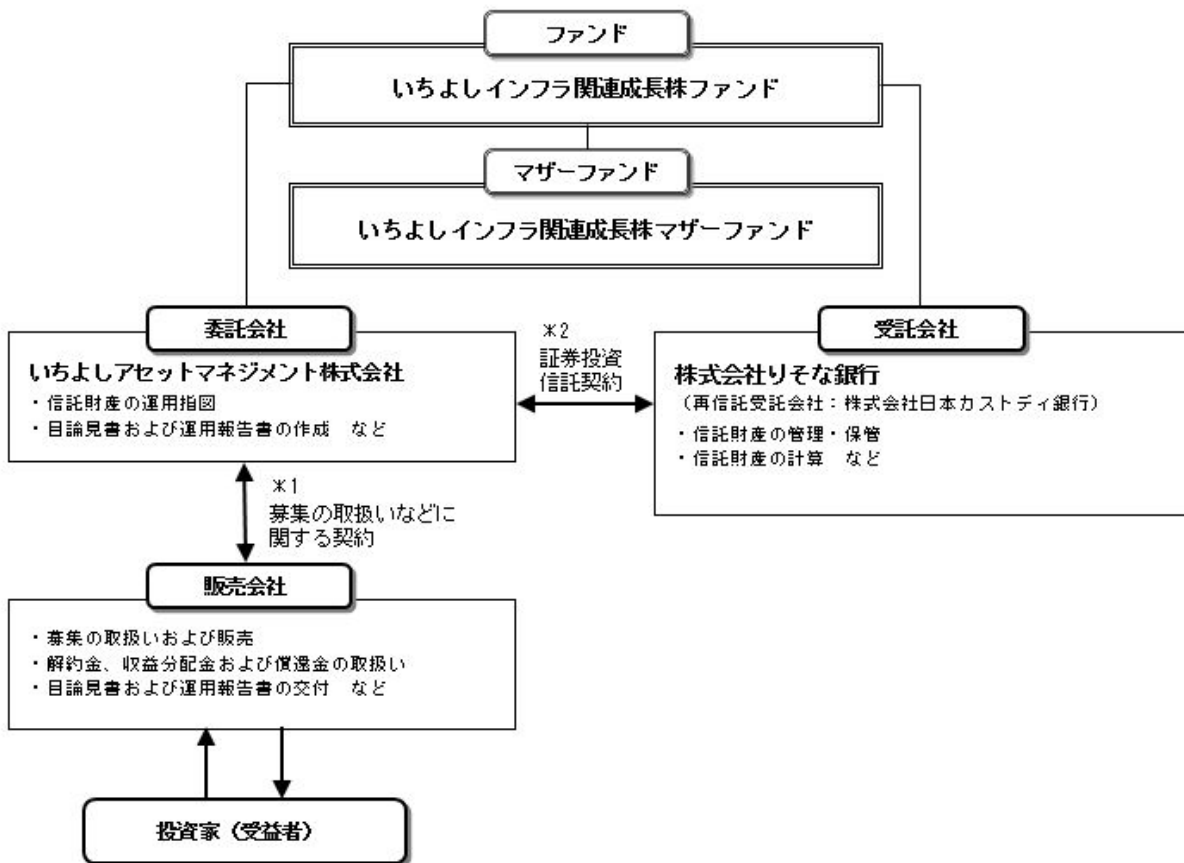 ファンド
いちよしインフラ関連成長株ファンド
マザーファンド
いちよしインフラ関連成長株マザーファンド
委託会社
いちよしアセットマネジメント株式会社
・信託財産の運用指図
・目論見書および運用報告書の作成　など
*2
証券投資
信託契約
受託会社
株式会社りそな銀行
（再信託受託会社：株式会社日本カストディ銀行）
・信託財産の管理・保管
・信託財産の計算　など
*1
募集の取扱いなどに
関する契約
販売会社
・募集の取扱いおよび販売
・解約金、収益分配金および償還金の取扱い
・目論見書および運用報告書の交付　など
投資家（受益者）